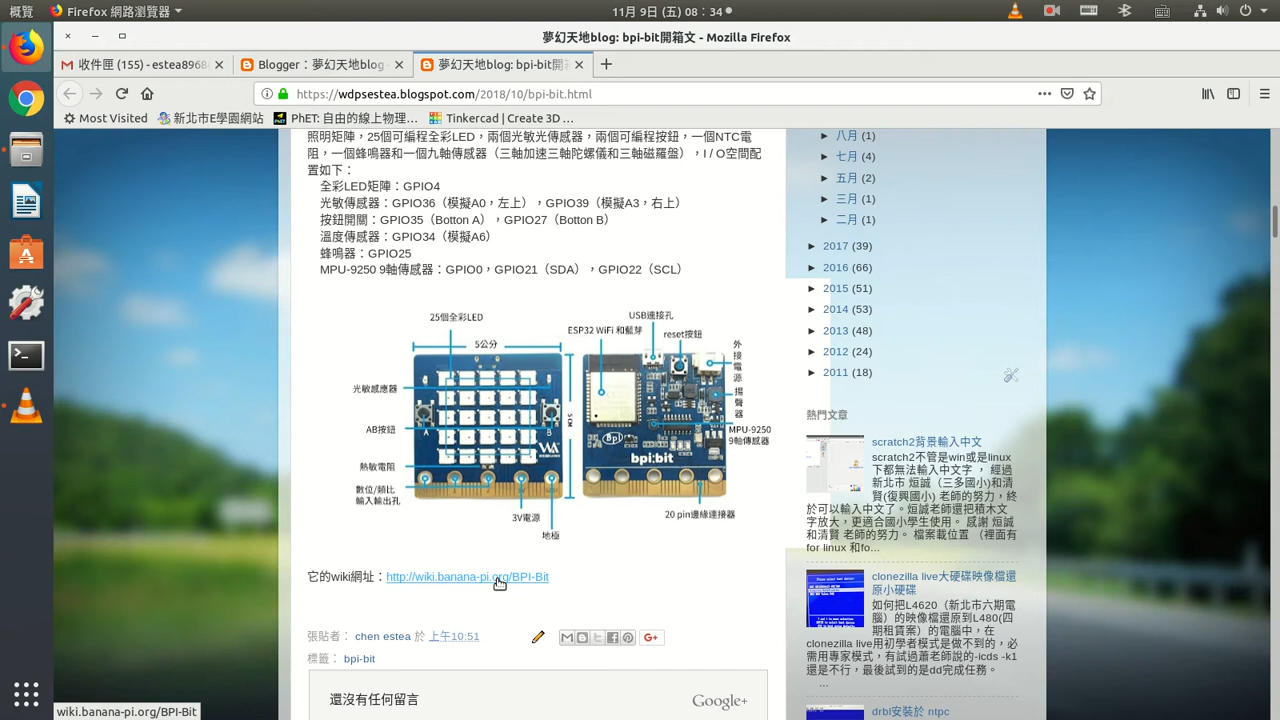 概覽
Firefox 網路瀏覽器
11月 9日 (五) 08：34
夢幻天地blog: bpi-bit開箱文 - Mozilla Firefox
收件匣 (155) - estea8968
Blogger：夢幻天地blog -
夢幻天地blog: bpi-bit開箱
https://wdpsestea.blogspot.com/2018/10/bpi-bit.html
Most Visited
新北市E學園網站
PhET: 自由的線上物理…
Tinkercad | Create 3D …
照明矩陣，25個可編程全彩LED，兩個光敏光傳感器，兩個可編程按鈕，一個NTC電
阻，一個蜂鳴器和一個九軸傳感器（三軸加速三軸陀螺儀和三軸磁羅盤），I / O空間配
置如下：
全彩LED矩陣：GPIO4
光敏傳感器：GPIO36（模擬A0，左上），GPIO39（模擬A3，右上）
按鈕開關：GPIO35（Botton A），GPIO27（Botton B）
溫度傳感器：GPIO34（模擬A6）
蜂鳴器：GPIO25
MPU-9250 9軸傳感器：GPIO0，GPIO21（SDA），GPIO22（SCL）
25個全彩LED
5公分
光敏感應器
AB按鈕
熱敏電阻
數位/類比
輸入輸出孔
3V電源
地極
A
B
5CM
USB連接孔
ESP32 WiFi 和藍芽
reset按鈕
外接電源
揚聲器
MPU-9250
9軸傳感器
Bpi
bpi:bit
20 pin邊緣連接器
它的wiki網址：http://wiki.banana-pi.org/BPI-Bit
張貼者： chen estea 於 上午10:51
標籤： bpi-bit
還沒有任何留言
Google+
八月 (1)
七月 (4)
五月 (2)
三月 (1)
二月 (1)
2017 (39)
2016 (66)
2015 (51)
2014 (53)
2013 (48)
2012 (24)
2011 (18)
熱門文章
scratch2背景輸入中文
scratch2不管是win或是linux
下都無法輸入中文字 ， 經過
新北市 烜誠（三多國小)和清
賢(復興國小) 老師的努力，終
於可以輸入中文了。烜誠老師還把積木文
字放大，更適合國小學生使用。 感謝 烜誠
和清賢 老師的努力。 檔案載位置 （裡面有
for linux 和fo...
clonezilla live大硬碟映像檔還
原小硬碟
如何把L4620（新北市六期電
腦）的映像檔還原到L480(四
期租賃案）的電腦中，在
clonezilla live用初學者模式是做不到的，必
需用專家模式，有試過蕭老師說的-icds -k1
還是不行，最後試到的是dd完成任務。
...
drbl安裝於 ntpc
wiki.banana-pi.org/BPI-Bit